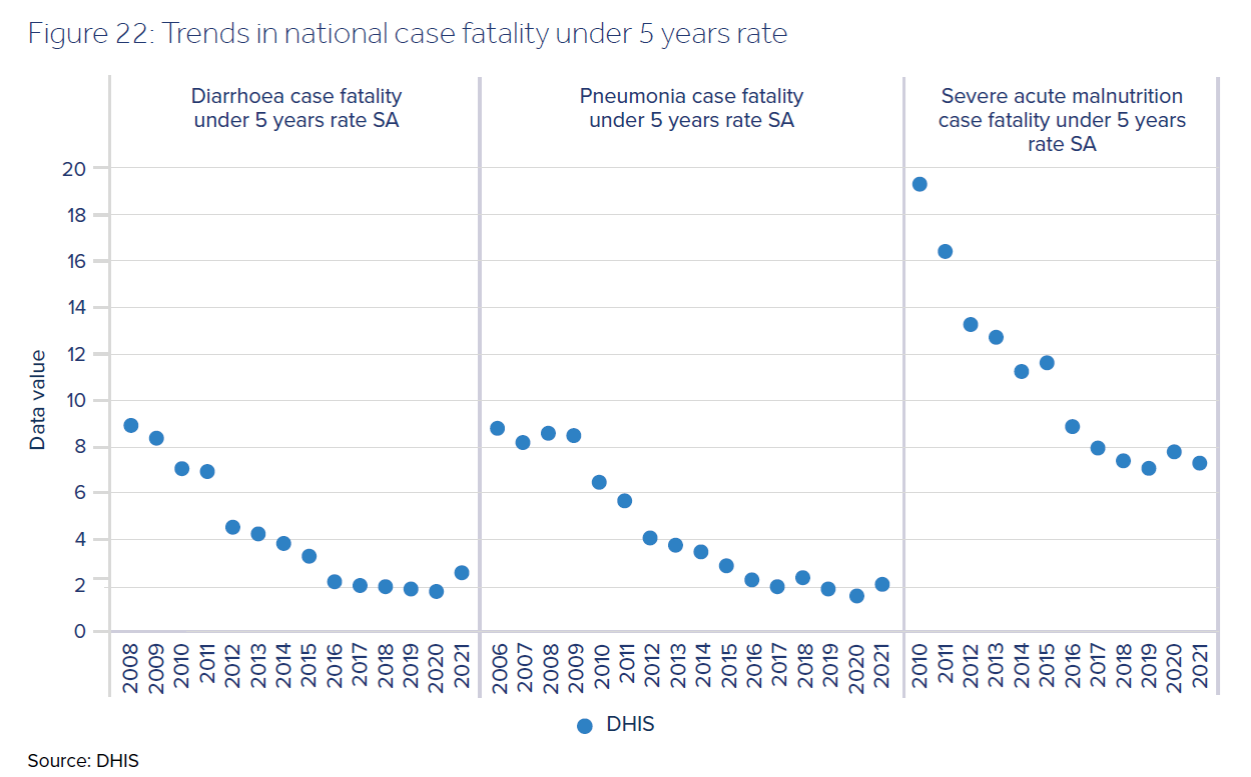 Figure 22: Trends in national case fatality under 5 years rate
Diarrhoea case fatality
under 5 years rate SA
Pneumonia case fatality
under 5 years rate SA
Severe acute malnutrition
case fatality under 5 years
rate SA
Data value
20
18
16
14
12
10
8
6
4
2
0
2008 2009 2010 2011 2012 2013 2014 2015 2016 2017 2018 2019 2020 2021
2006 2007 2008 2009 2010 2011 2012 2013 2014 2015 2016 2017 2018 2019 2020 2021
2010 2011 2012 2013 2014 2015 2016 2017 2018 2019 2020 2021
DHIS
Source: DHIS